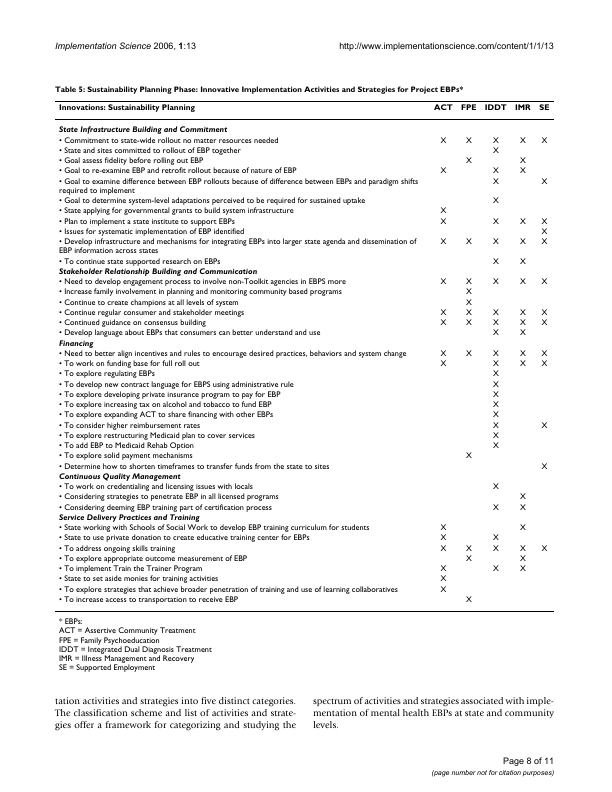 Implementation Science 2006, 1:13 http://www.implementationscience.com/content/1/1/13
Table 5: Sustainability Planning Phase: Innovative Implementation Activities and Strategies for Project EBPs*
Innovations: Sustainability Planning ACT FPE IDDT IMR SE
State Infrastructure Building and Commitment
• Commitment to state-wide rollout no matter resources needed X X X X X
• State and sites committed to rollout of EBP together X
• Goal assess fidelity before rolling out EBP X X
• Goal to re-examine EBP and retrofit rollout because of nature of EBP X X X
• Goal to examine difference between EBP rollouts because of difference between EBPs and paradigm shifts X X
required to implement
• Goal to determine system-level adaptations perceived to be required for sustained uptake X
• State applying for governmental grants to build system infrastructure X
• Plan to implement a state institute to support EBPs X X X X
• Issues for systematic implementation of EBP identified X
• Develop infrastructure and mechanisms for integrating EBPs into larger state agenda and dissemination of X X X X X
EBP information across states
• To continue state supported research on EBPs X X
Stakeholder Relationship Building and Communication
• Need to develop engagement process to involve non-Toolkit agencies in EBPS more X X X X X
• Increase family involvement in planning and monitoring community based programs X
• Continue to create champions at all levels of system X
• Continue regular consumer and stakeholder meetings X X X X X
• Continued guidance on consensus building X X X X X
• Develop language about EBPs that consumers can better understand and use X X
Financing
• Need to better align incentives and rules to encourage desired practices, behaviors and system change X X X X X
• To work on funding base for full roll out X X X X
• To explore regulating EBPs X
• To develop new contract language for EBPS using administrative rule X
• To explore developing private insurance program to pay for EBP X
• To explore increasing tax on alcohol and tobacco to fund EBP X
• To explore expanding ACT to share financing with other EBPs X
• To consider higher reimbursement rates X X
• To explore restructuring Medicaid plan to cover services X
• To add EBP to Medicaid Rehab Option X
• To explore solid payment mechanisms X
• Determine how to shorten timeframes to transfer funds from the state to sites X
Continuous Quality Management
• To work on credentialing and licensing issues with locals X
• Considering strategies to penetrate EBP in all licensed programs X
• Considering deeming EBP training part of certification process X X
Service Delivery Practices and Training
• State working with Schools of Social Work to develop EBP training curriculum for students X X
• State to use private donation to create educative training center for EBPs X X
• To address ongoing skills training X X X X X
• To explore appropriate outcome measurement of EBP X X
• To implement Train the Trainer Program X X X
• State to set aside monies for training activities X
• To explore strategies that achieve broader penetration of training and use of learning collaboratives X
• To increase access to transportation to receive EBP X
* EBPs:
ACT = Assertive Community Treatment
FPE = Family Psychoeducation
IDDT = Integrated Dual Diagnosis Treatment
IMR = Illness Management and Recovery
SE = Supported Employment
tation activities and strategies into five distinct categories.
The classification scheme and list of activities and strate-
gies offer a framework for categorizing and studying the
spectrum of activities and strategies associated with imple-
mentation of mental health EBPs at state and community
levels.
Page 8 of 11
(page number not for citation purposes)